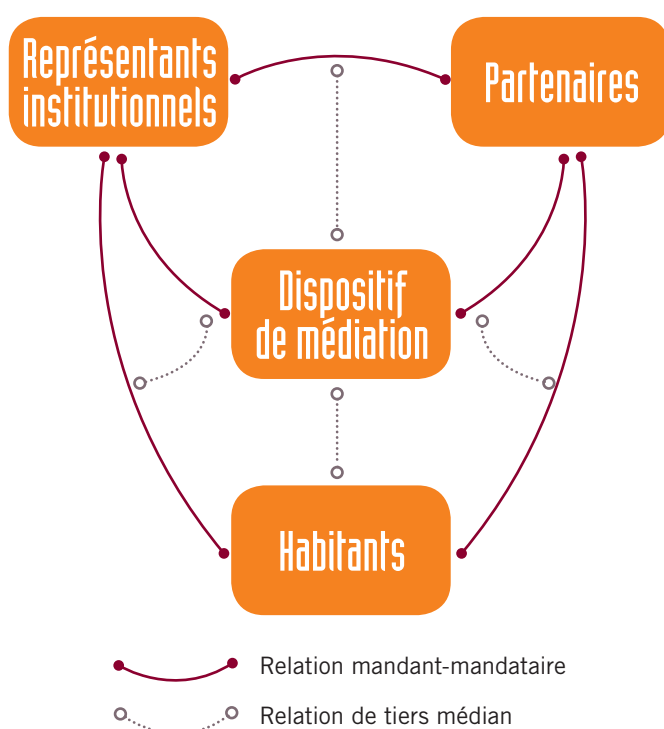 Représentants
institutionnels
Partenaires
Dispositif
de médiation
Habitants
Relation mandant-mandataire
Relation de tiers médian